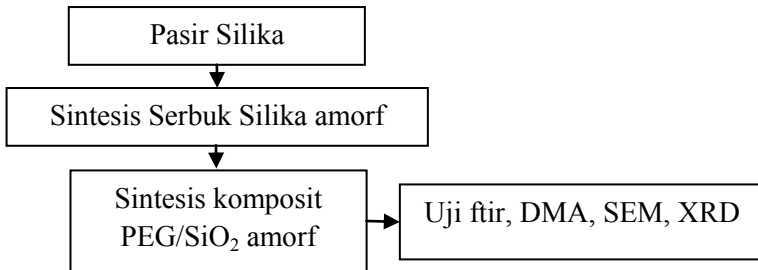 Pasir Silika
Sintesis Serbuk Silika amorf
Sintesis komposit
PEG/SiO₂ amorf
Uji ftir, DMA, SEM, XRD